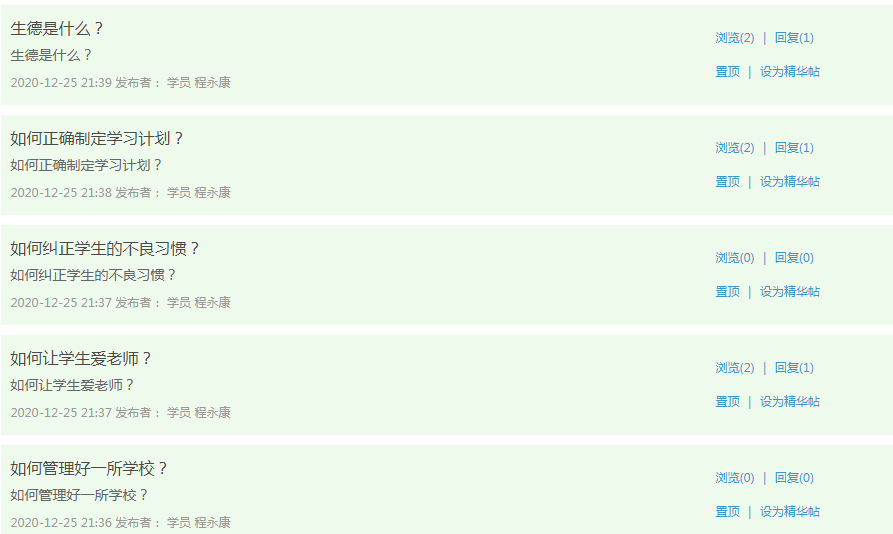 生德是什么？
浏览(2) | 回复(1)
生德是什么？
置顶 | 设为精华帖
2020-12-25 21:39 发布者： 学员 程永康
如何正确制定学习计划？
浏览(2) | 回复(1)
如何正确制定学习计划？
置顶 | 设为精华帖
2020-12-25 21:38 发布者： 学员 程永康
如何纠正学生的不良习惯？
浏览(0) | 回复(0)
如何纠正学生的不良习惯？
置顶 | 设为精华帖
2020-12-25 21:37 发布者： 学员 程永康
如何让学生爱老师？
浏览(2) | 回复(1)
如何让学生爱老师？
置顶 | 设为精华帖
2020-12-25 21:37 发布者： 学员 程永康
如何管理好一所学校？
浏览(0) | 回复(0)
如何管理好一所学校？
置顶 | 设为精华帖
2020-12-25 21:36 发布者： 学员 程永康